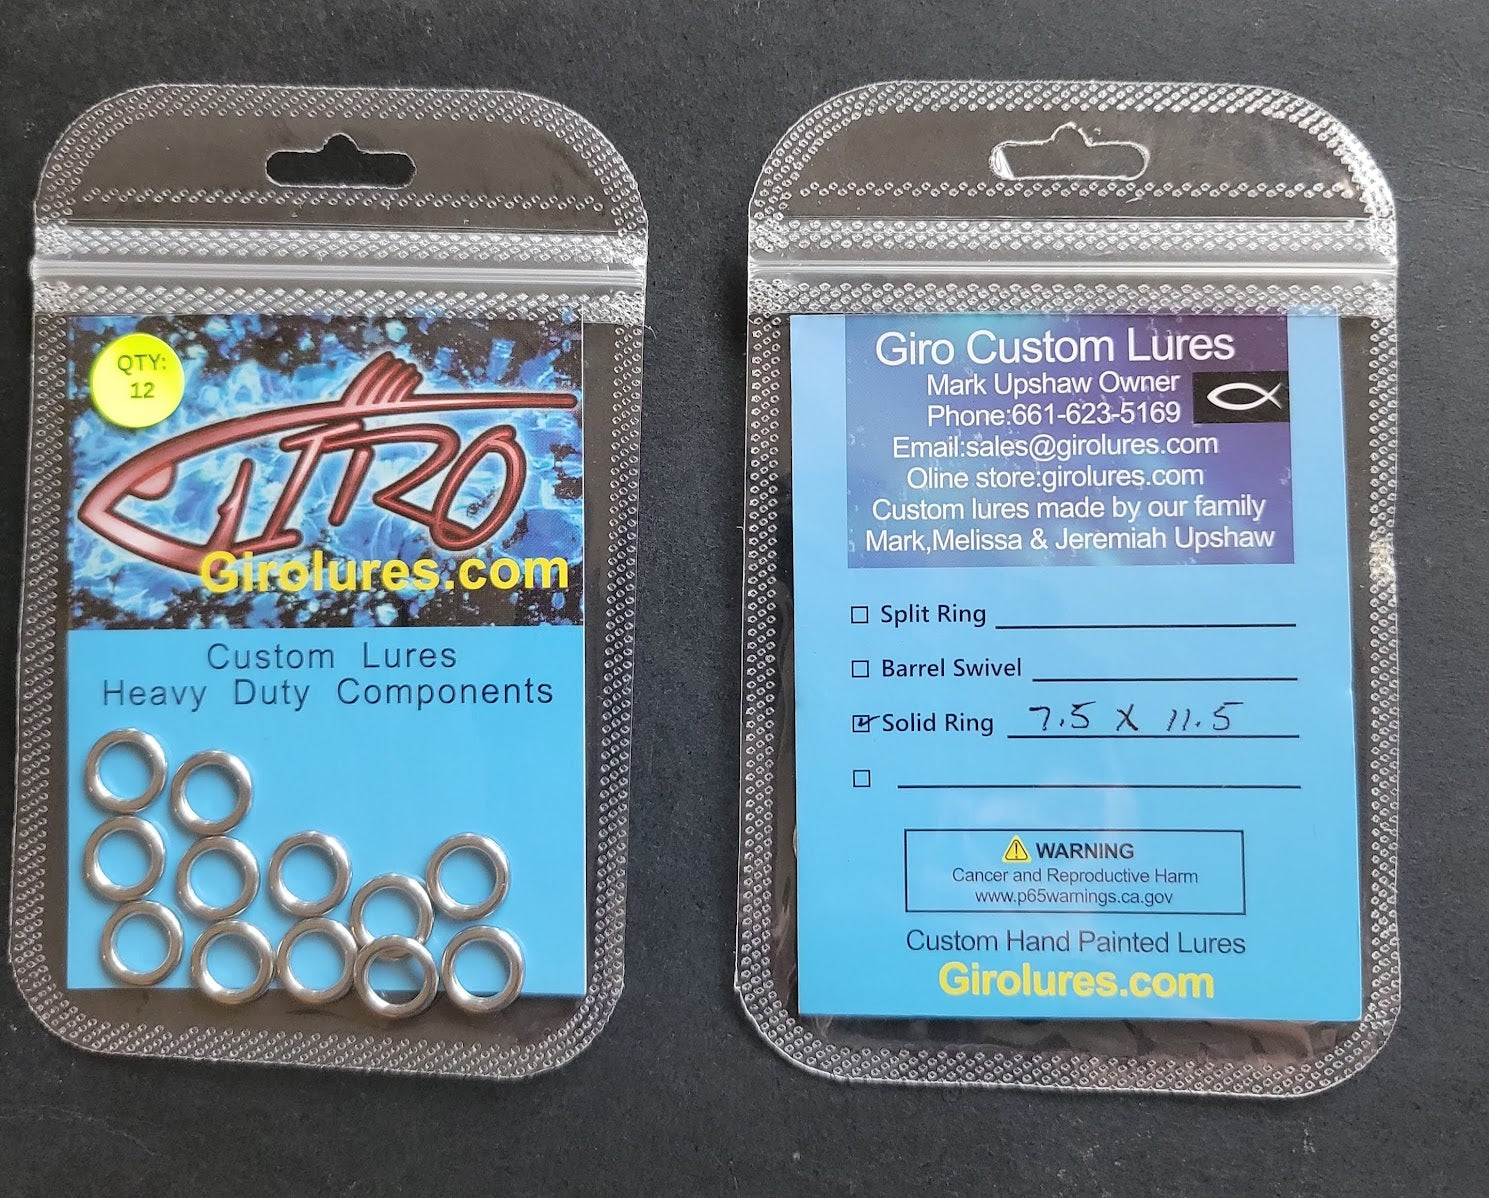 QTY:
12
GIRO
Girolures.com
Custom Lures
Heavy Duty Components
Giro Custom Lures
Mark Upshaw Owner
Phone:661-623-5169
Email:sales@girolures.com
Oline store:girolures.com
Custom lures made by our family
Mark,Melissa & Jeremiah Upshaw
Split Ring
Barrel Swivel
Solid Ring 7.5 X 11.5
WARNING
Cancer and Reproductive Harm
www.p65warnings.ca.gov
Custom Hand Painted Lures
Girolures.com